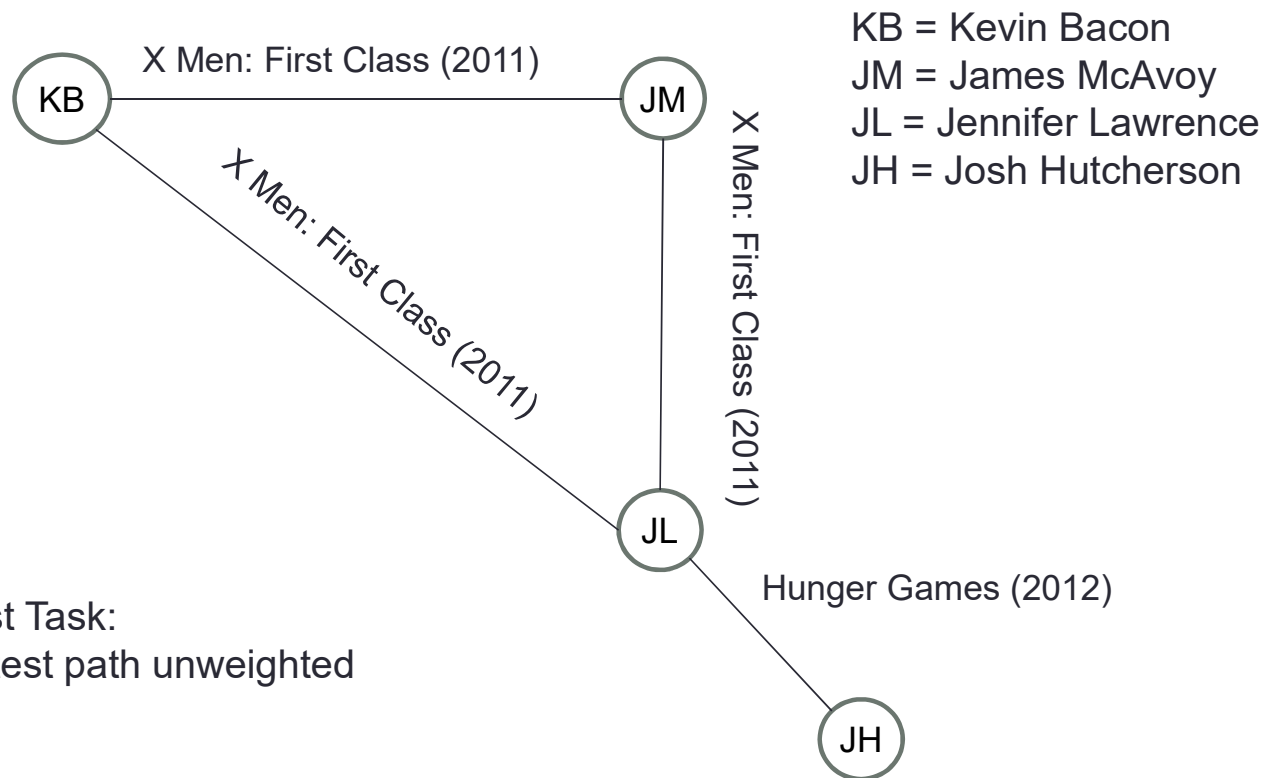 KB = Kevin Bacon
JM = James McAvoy
JL = Jennifer Lawrence
JH = Josh Hutcherson
X Men: First Class (2011)
KB
JM
X Men: First Class (2011)
X Men: First Class (2011)
JL
Hunger Games (2012)
Task:
path unweighted
JH